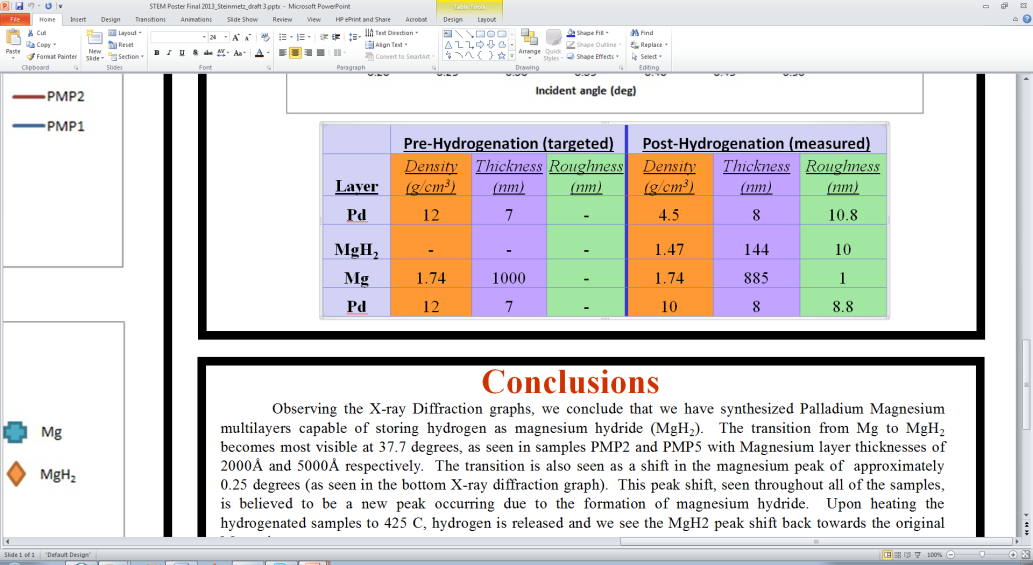 STEM Poster Final 2013_Steinmetz_draft 3.pptx - Microsoft PowerPoint
Table Tools
File Home Insert Design Transitions Animations Slide Show Review View HP ePrint and Share Acrobat Design Layout
Cut
Copy
Format Painter
Paste
Clipboard
New
Slide
Layout
Reset
Section
Slides
24
Font
Text Direction
Align Text
Convert to SmartArt
Paragraph
Arrange
Quick
Styles
Shape Fill
Shape Outline
Shape Effects
Drawing
Find
Replace
Select
Editing
PMP2
PMP1
Incident angle (deg)
Pre-Hydrogenation (targeted) Post-Hydrogenation (measured)
Density Thickness Roughness Density Thickness Roughness
Layer (g/cm³) (nm) (nm) (g/cm³) (nm) (nm)
Pd 12 7 - 4.5 8 10.8
MgH₂ - - - 1.47 144 10
Mg 1.74 1000 - 1.74 885 1
Pd 12 7 - 10 8 8.8
Mg
MgH₂
Conclusions
Observing the X-ray Diffraction graphs, we conclude that we have synthesized Palladium Magnesium
multilayers capable of storing hydrogen as magnesium hydride (MgH₂). The transition from Mg to MgH₂
becomes most visible at 37.7 degrees, as seen in samples PMP2 and PMP5 with Magnesium layer thicknesses of
2000Å and 5000Å respectively. The transition is also seen as a shift in the magnesium peak of approximately
0.25 degrees (as seen in the bottom X-ray diffraction graph). This peak shift, seen throughout all of the samples,
is believed to be a new peak occurring due to the formation of magnesium hydride. Upon heating the
hydrogenated samples to 425 C, hydrogen is released and we see the MgH2 peak shift back towards the original
Slide 1 of 1 "Default Design" 100%